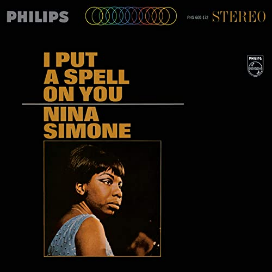 PHILIPS
STEREO
I PUT
A SPELL
ON YOU
NINA
SIMONE
PHILIPS